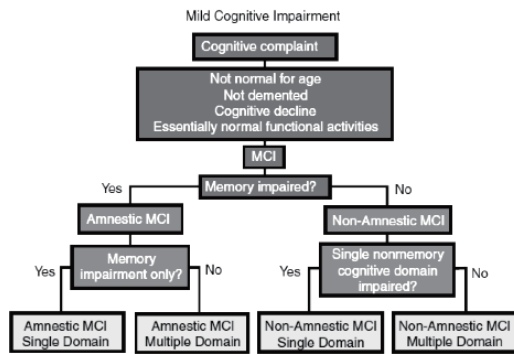 Mild Cognitive Impairment
Cognitive complaint
Not normal for age
Not demented
Cognitive decline
Essentially normal functional activities
MCI
Yes
Memory impaired?
No
Amnestic MCI
Non-Amnestic MCI
Yes
Memory
impairment only?
No
Yes
Single nonmemory
cognitive domain
impaired?
No
Amnestic MCI
Single Domain
Amnestic MCI
Multiple Domain
Non-Amnestic MCI
Single Domain
Non-Amnestic MCI
Multiple Domain